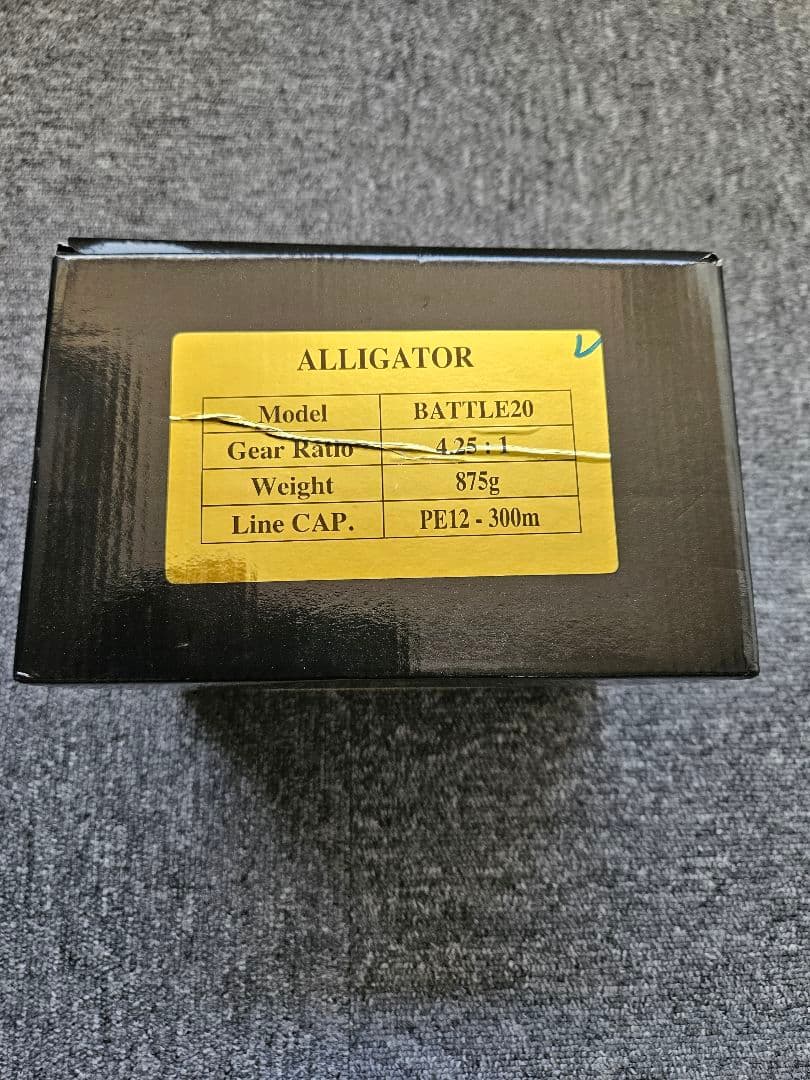 ALLIGATOR
Model BATTLE20
Gear Ratio 4.25 : 1
Weight 875g
Line CAP. PE12 - 300m